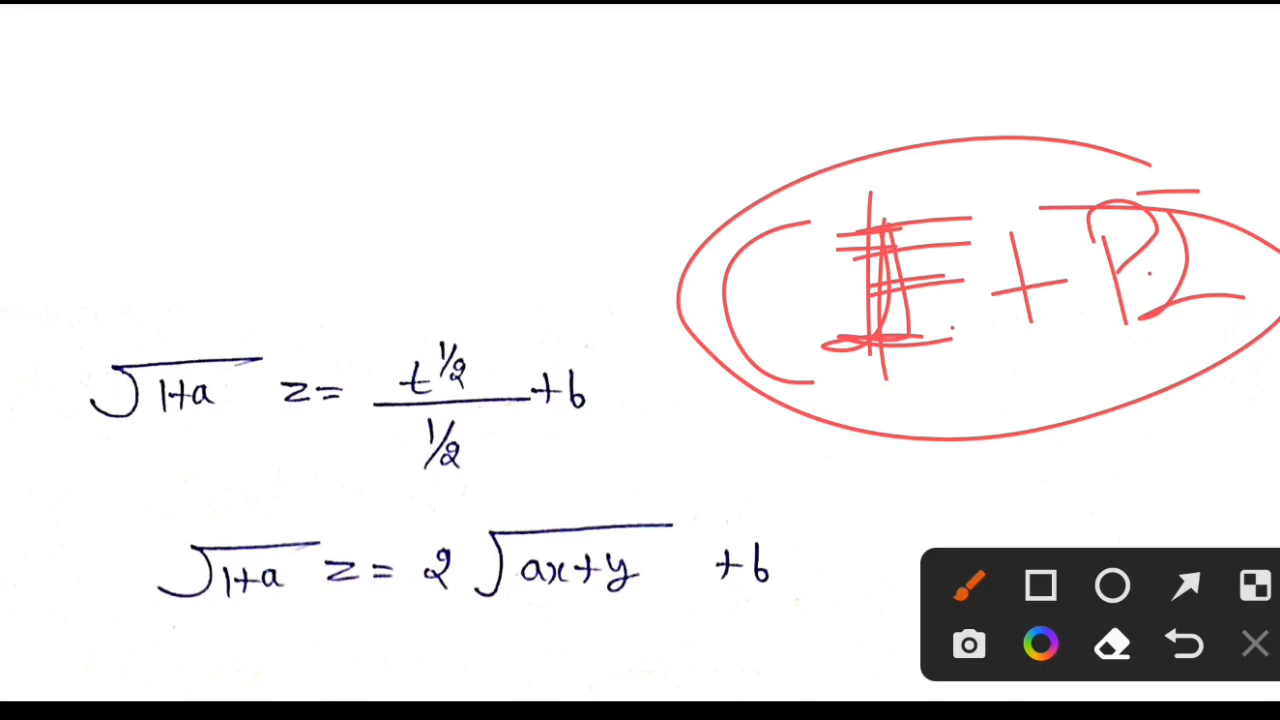 √(1+a) z = t^1/2 / 1/2 + b
√(1+a) z = 2 √(ax+y) + b